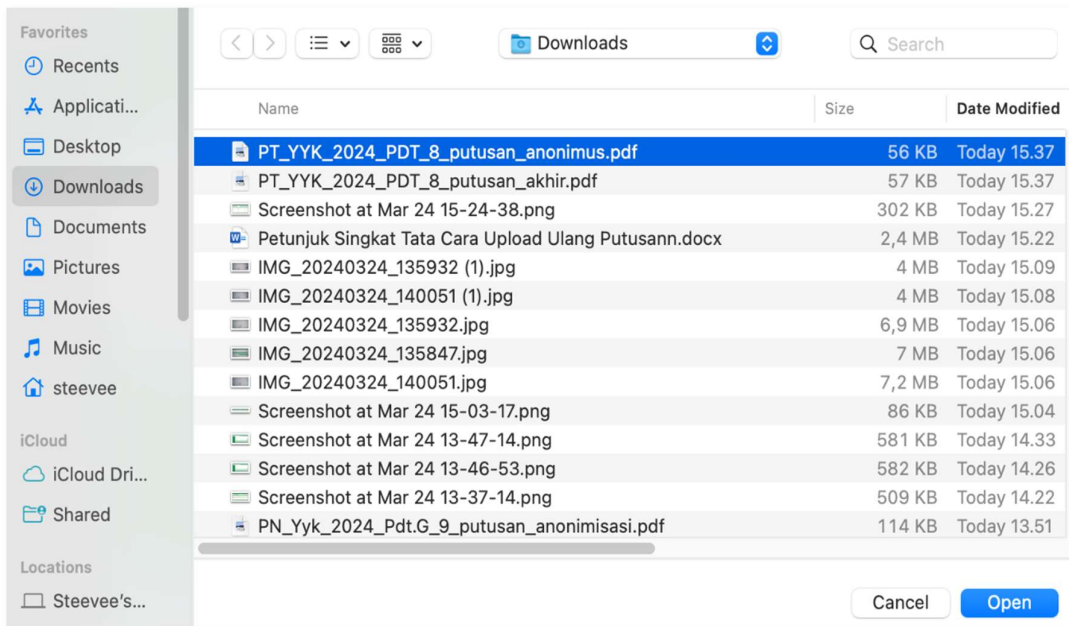 Favorites
Recents
Applicati...
Desktop
Downloads
Documents
Pictures
Movies
Music
steevee
iCloud
iCloud Dri...
Shared
Locations
Steevee's...
Downloads
Search
Name Size Date Modified
PT_YYK_2024_PDT_8_putusan_anonimus.pdf 56 KB Today 15.37
PT_YYK_2024_PDT_8_putusan_akhir.pdf 57 KB Today 15.37
Screenshot at Mar 24 15-24-38.png 302 KB Today 15.27
Petunjuk Singkat Tata Cara Upload Ulang Putusann.docx 2,4 MB Today 15.22
IMG_20240324_135932 (1).jpg 4 MB Today 15.09
IMG_20240324_140051 (1).jpg 4 MB Today 15.08
IMG_20240324_135932.jpg 6,9 MB Today 15.06
IMG_20240324_135847.jpg 7 MB Today 15.06
IMG_20240324_140051.jpg 7,2 MB Today 15.06
Screenshot at Mar 24 15-03-17.png 86 KB Today 15.04
Screenshot at Mar 24 13-47-14.png 581 KB Today 14.33
Screenshot at Mar 24 13-46-53.png 582 KB Today 14.26
Screenshot at Mar 24 13-37-14.png 509 KB Today 14.22
PN_Yyk_2024_Pdt.G_9_putusan_anonimisasi.pdf 114 KB Today 13.51
Cancel Open